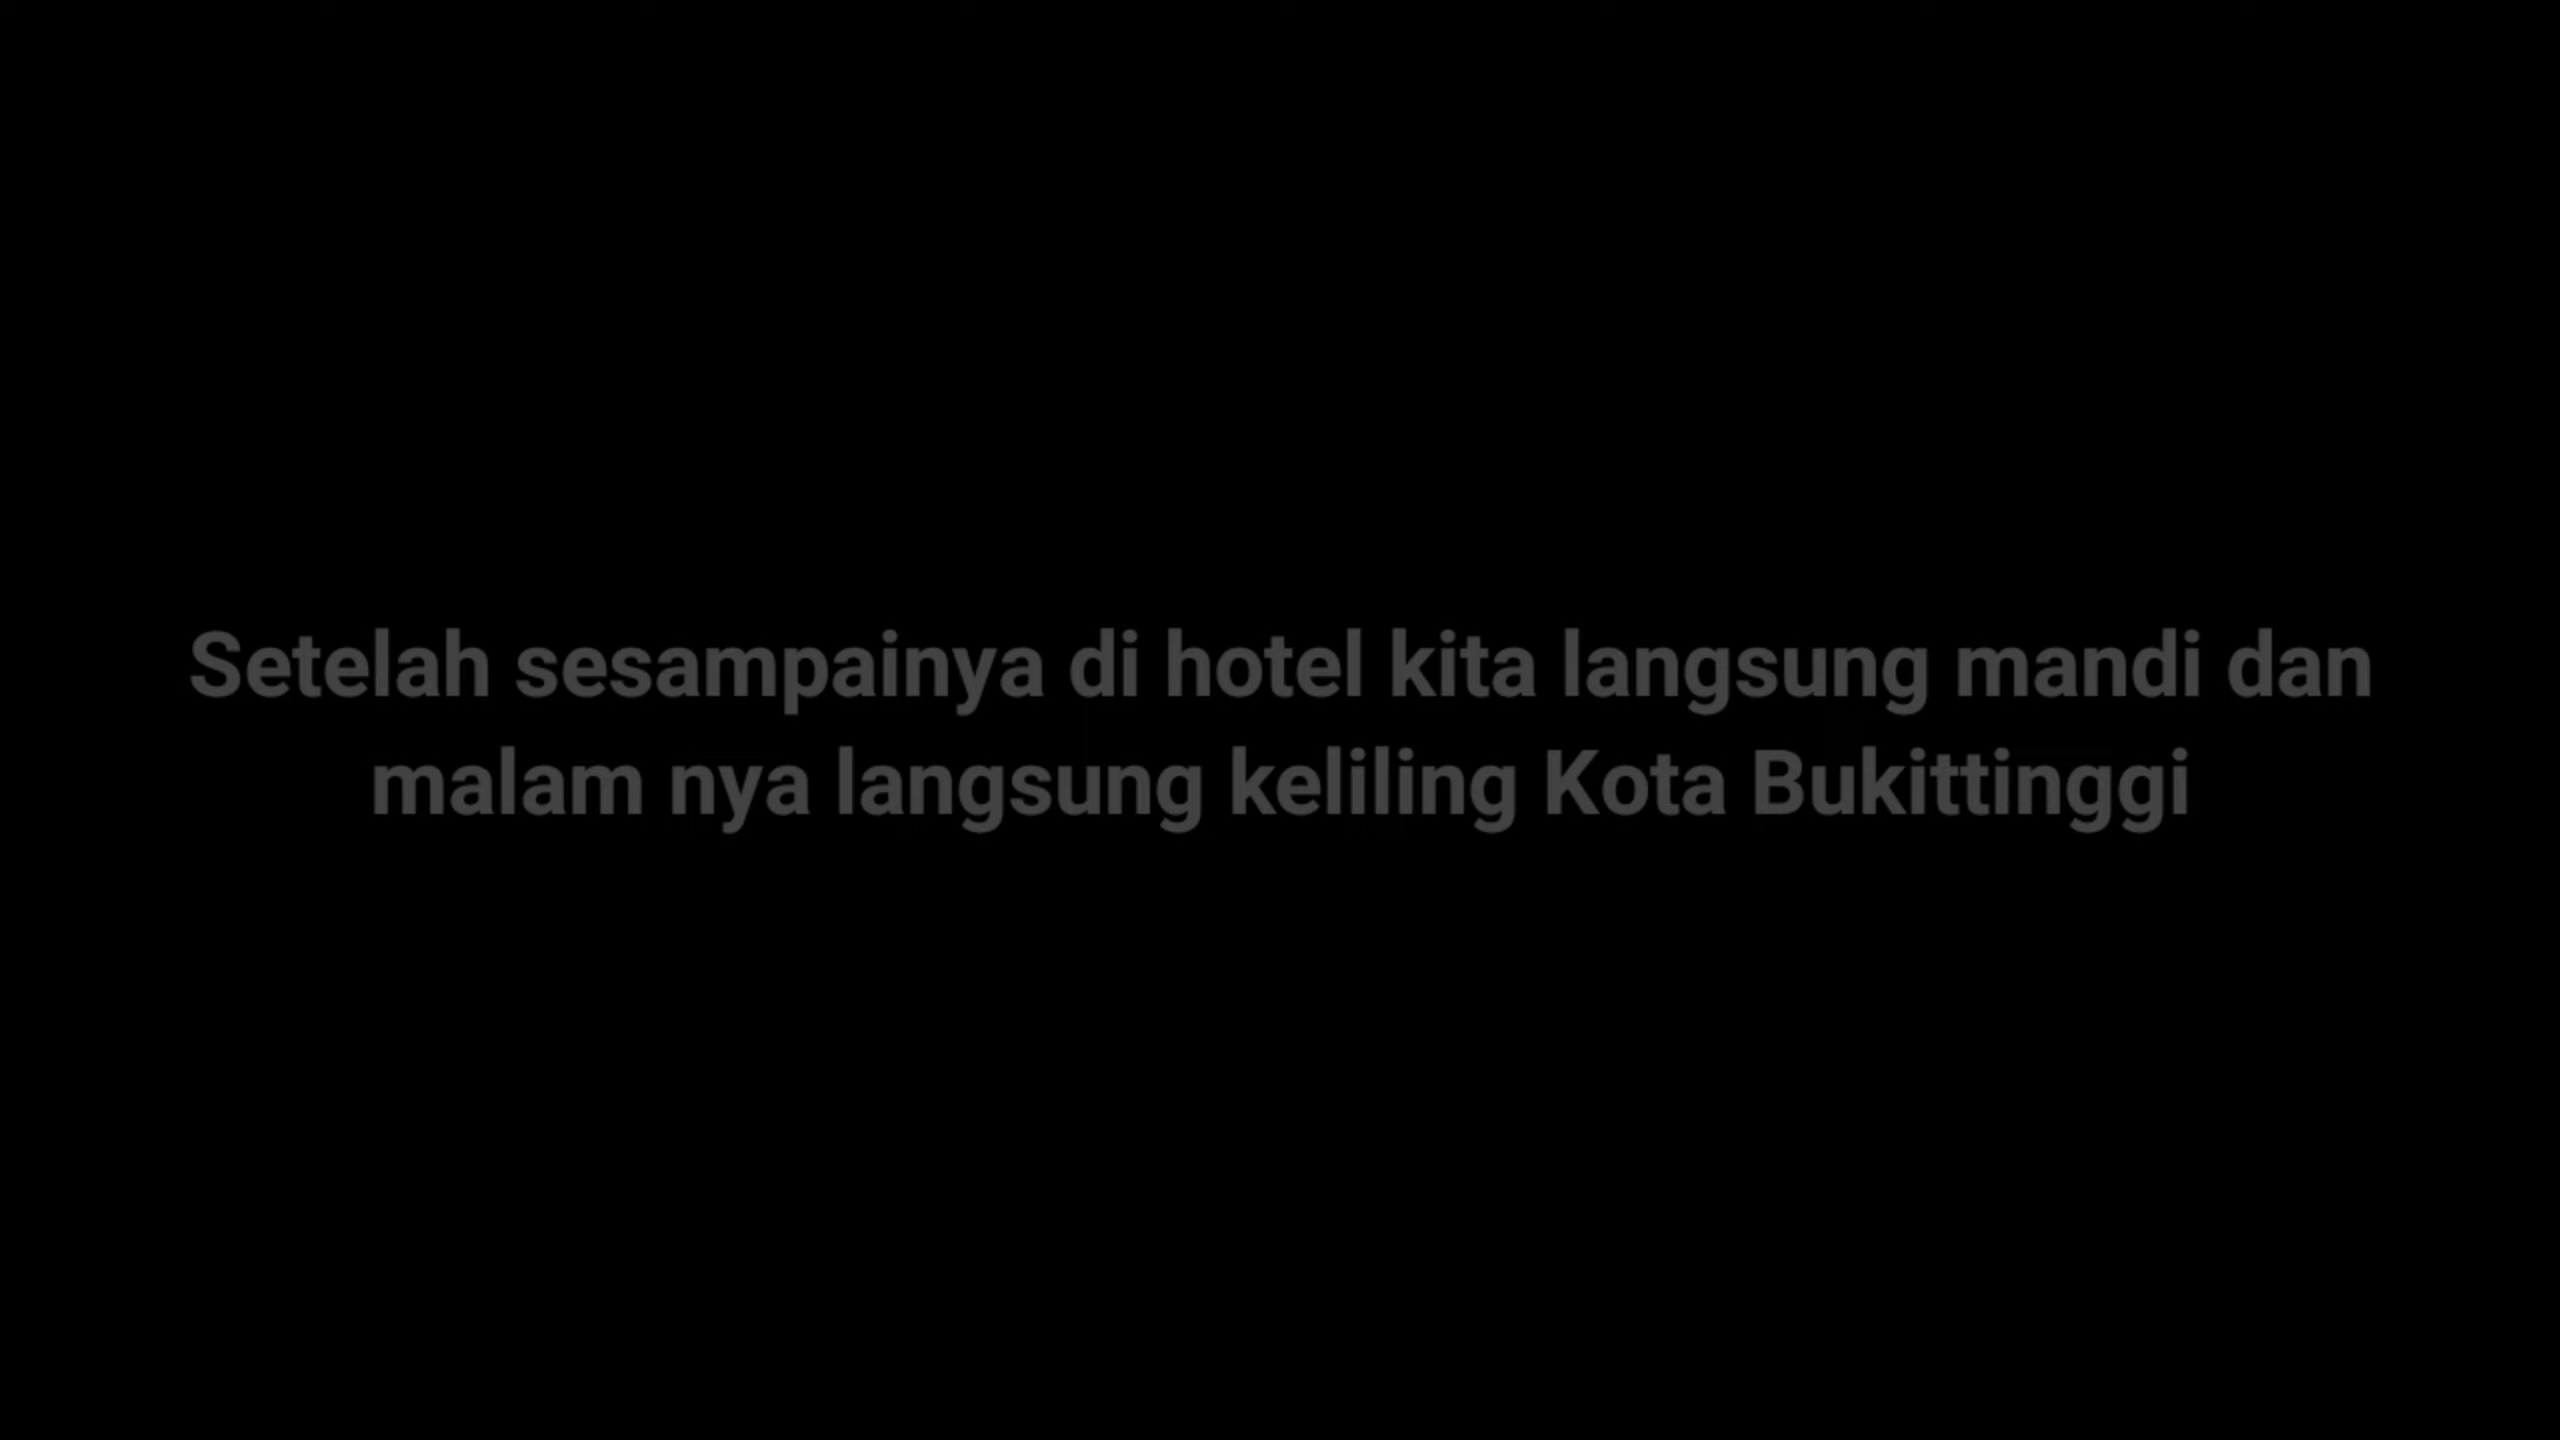 Setelah sesampainya di hotel kita langsung mandi dan
malam nya langsung keliling Kota Bukittinggi